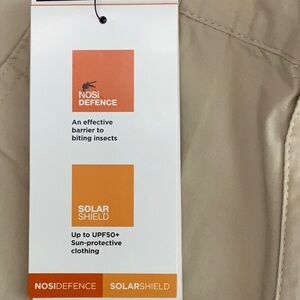 NOSi
DEFENCE
An effective
barrier to
biting insects
SOLAR
SHIELD
Up to UPF50+
Sun-protective
clothing
NOSIDEFENCE SOLARSHIELD